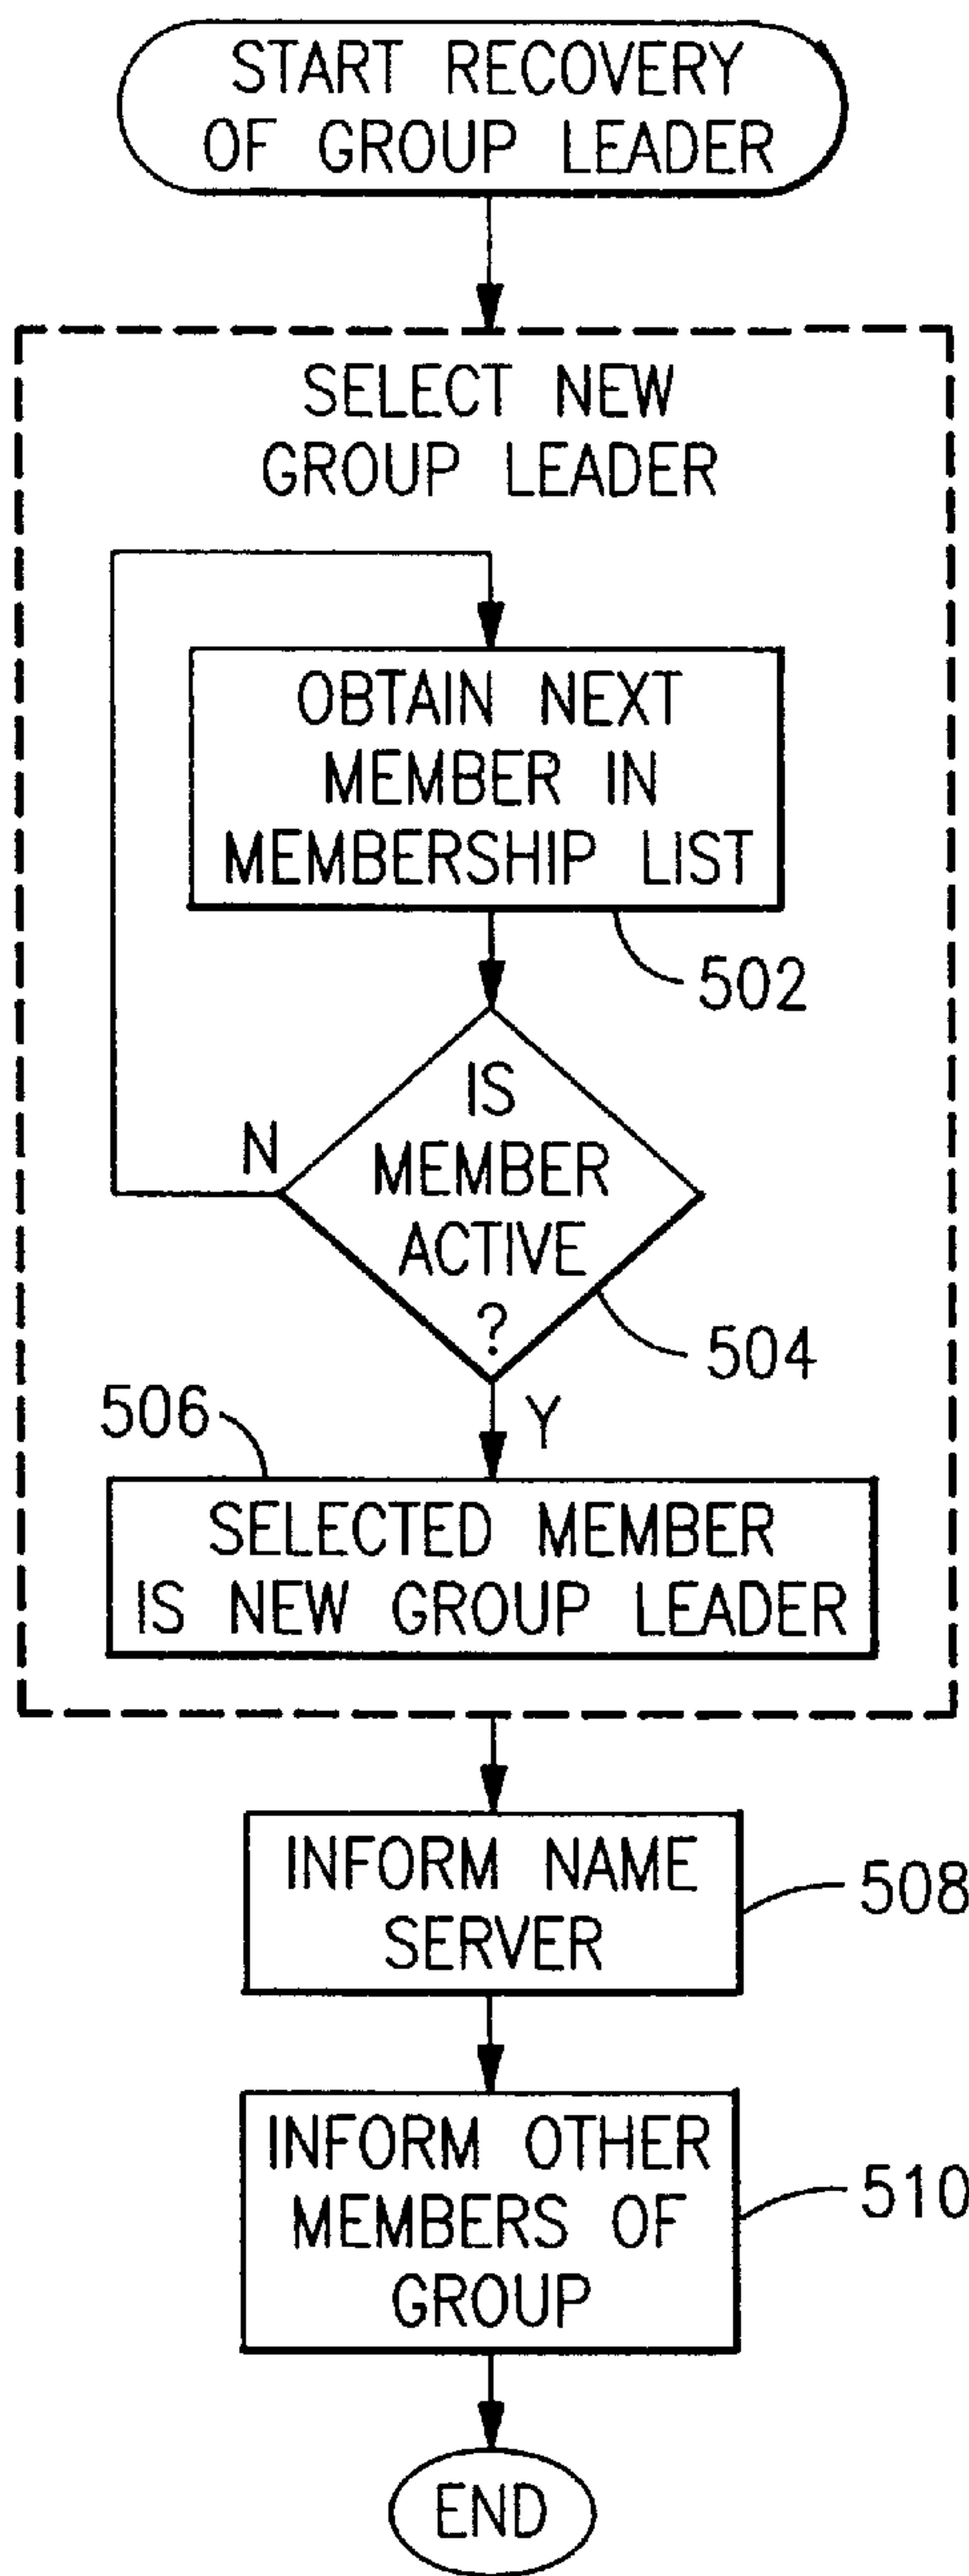 START RECOVERY
OF GROUP LEADER
SELECT NEW
GROUP LEADER
OBTAIN NEXT
MEMBER IN
MEMBERSHIP LIST
502
IS
MEMBER
ACTIVE
?
N
504
Y
506
SELECTED MEMBER
IS NEW GROUP LEADER
INFORM NAME
SERVER
508
INFORM OTHER
MEMBERS OF
GROUP
510
END